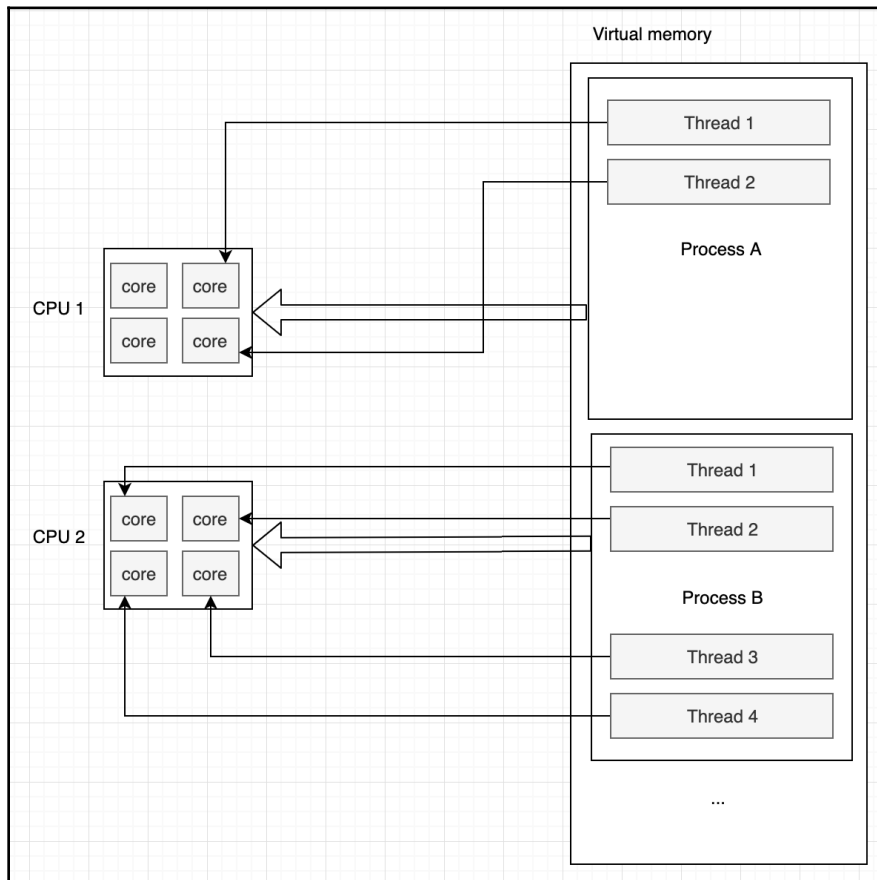 Virtual memory
Thread 1
Thread 2
Process A
core core
CPU 1
core core
Thread 1
Thread 2
core core
CPU 2
core core
Process B
Thread 3
Thread 4
...